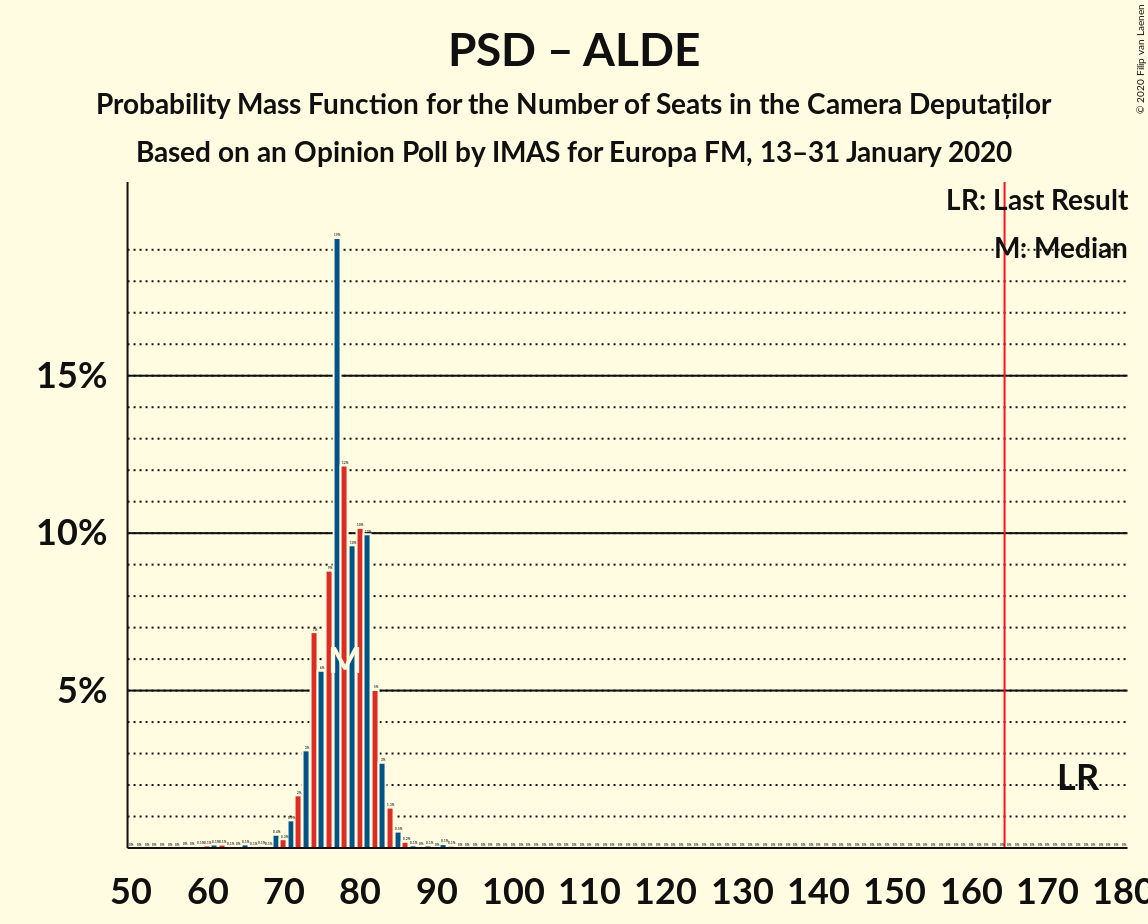 PSD – ALDE
Probability Mass Function for the Number of Seats in the Camera Deputaților
Based on an Opinion Poll by IMAS for Europa FM, 13–31 January 2020
© 2020 Filip van Laenen
LR: Last Result
M: Median
15%
10%
5%
M
LR
50 60 70 80 90 100 110 120 130 140 150 160 170 180